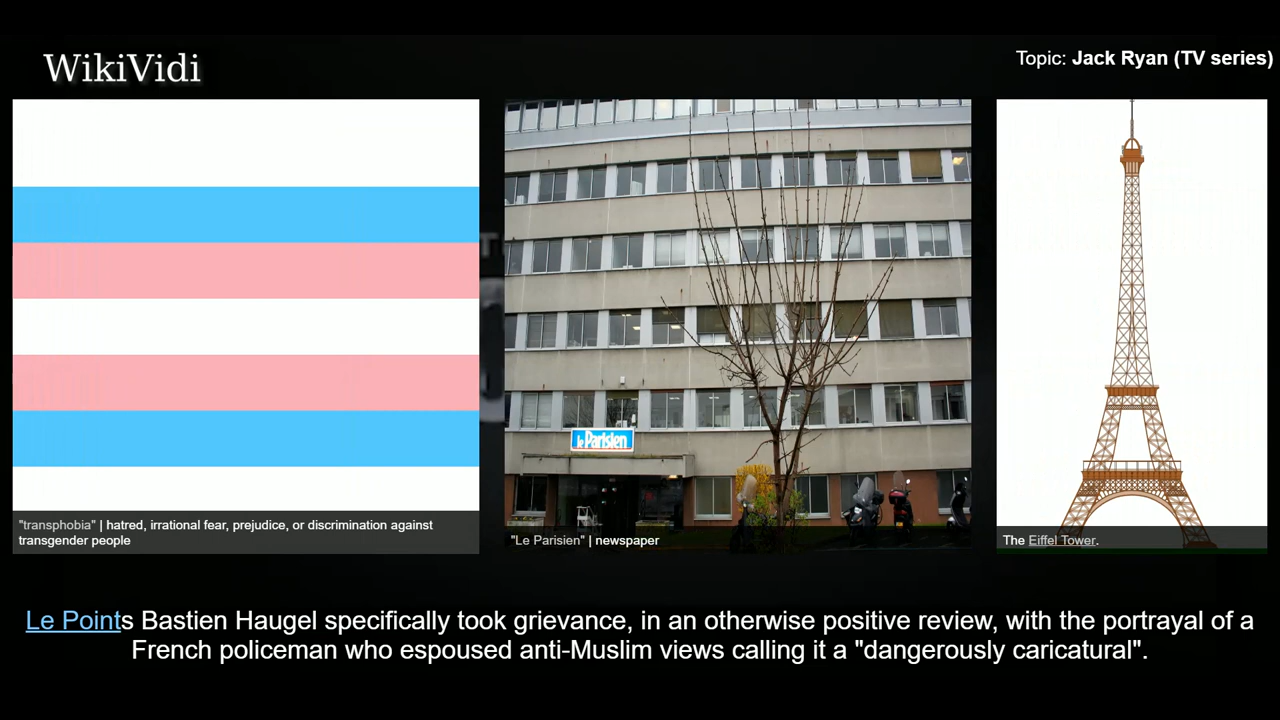 WikiVidi
Topic: Jack Ryan (TV series)
le Parisien
"transphobia" | hatred, irrational fear, prejudice, or discrimination against
transgender people
"Le Parisien" | newspaper
The Eiffel Tower.
Le Points Bastien Haugel specifically took grievance, in an otherwise positive review, with the portrayal of a
French policeman who espoused anti-Muslim views calling it a "dangerously caricatural".